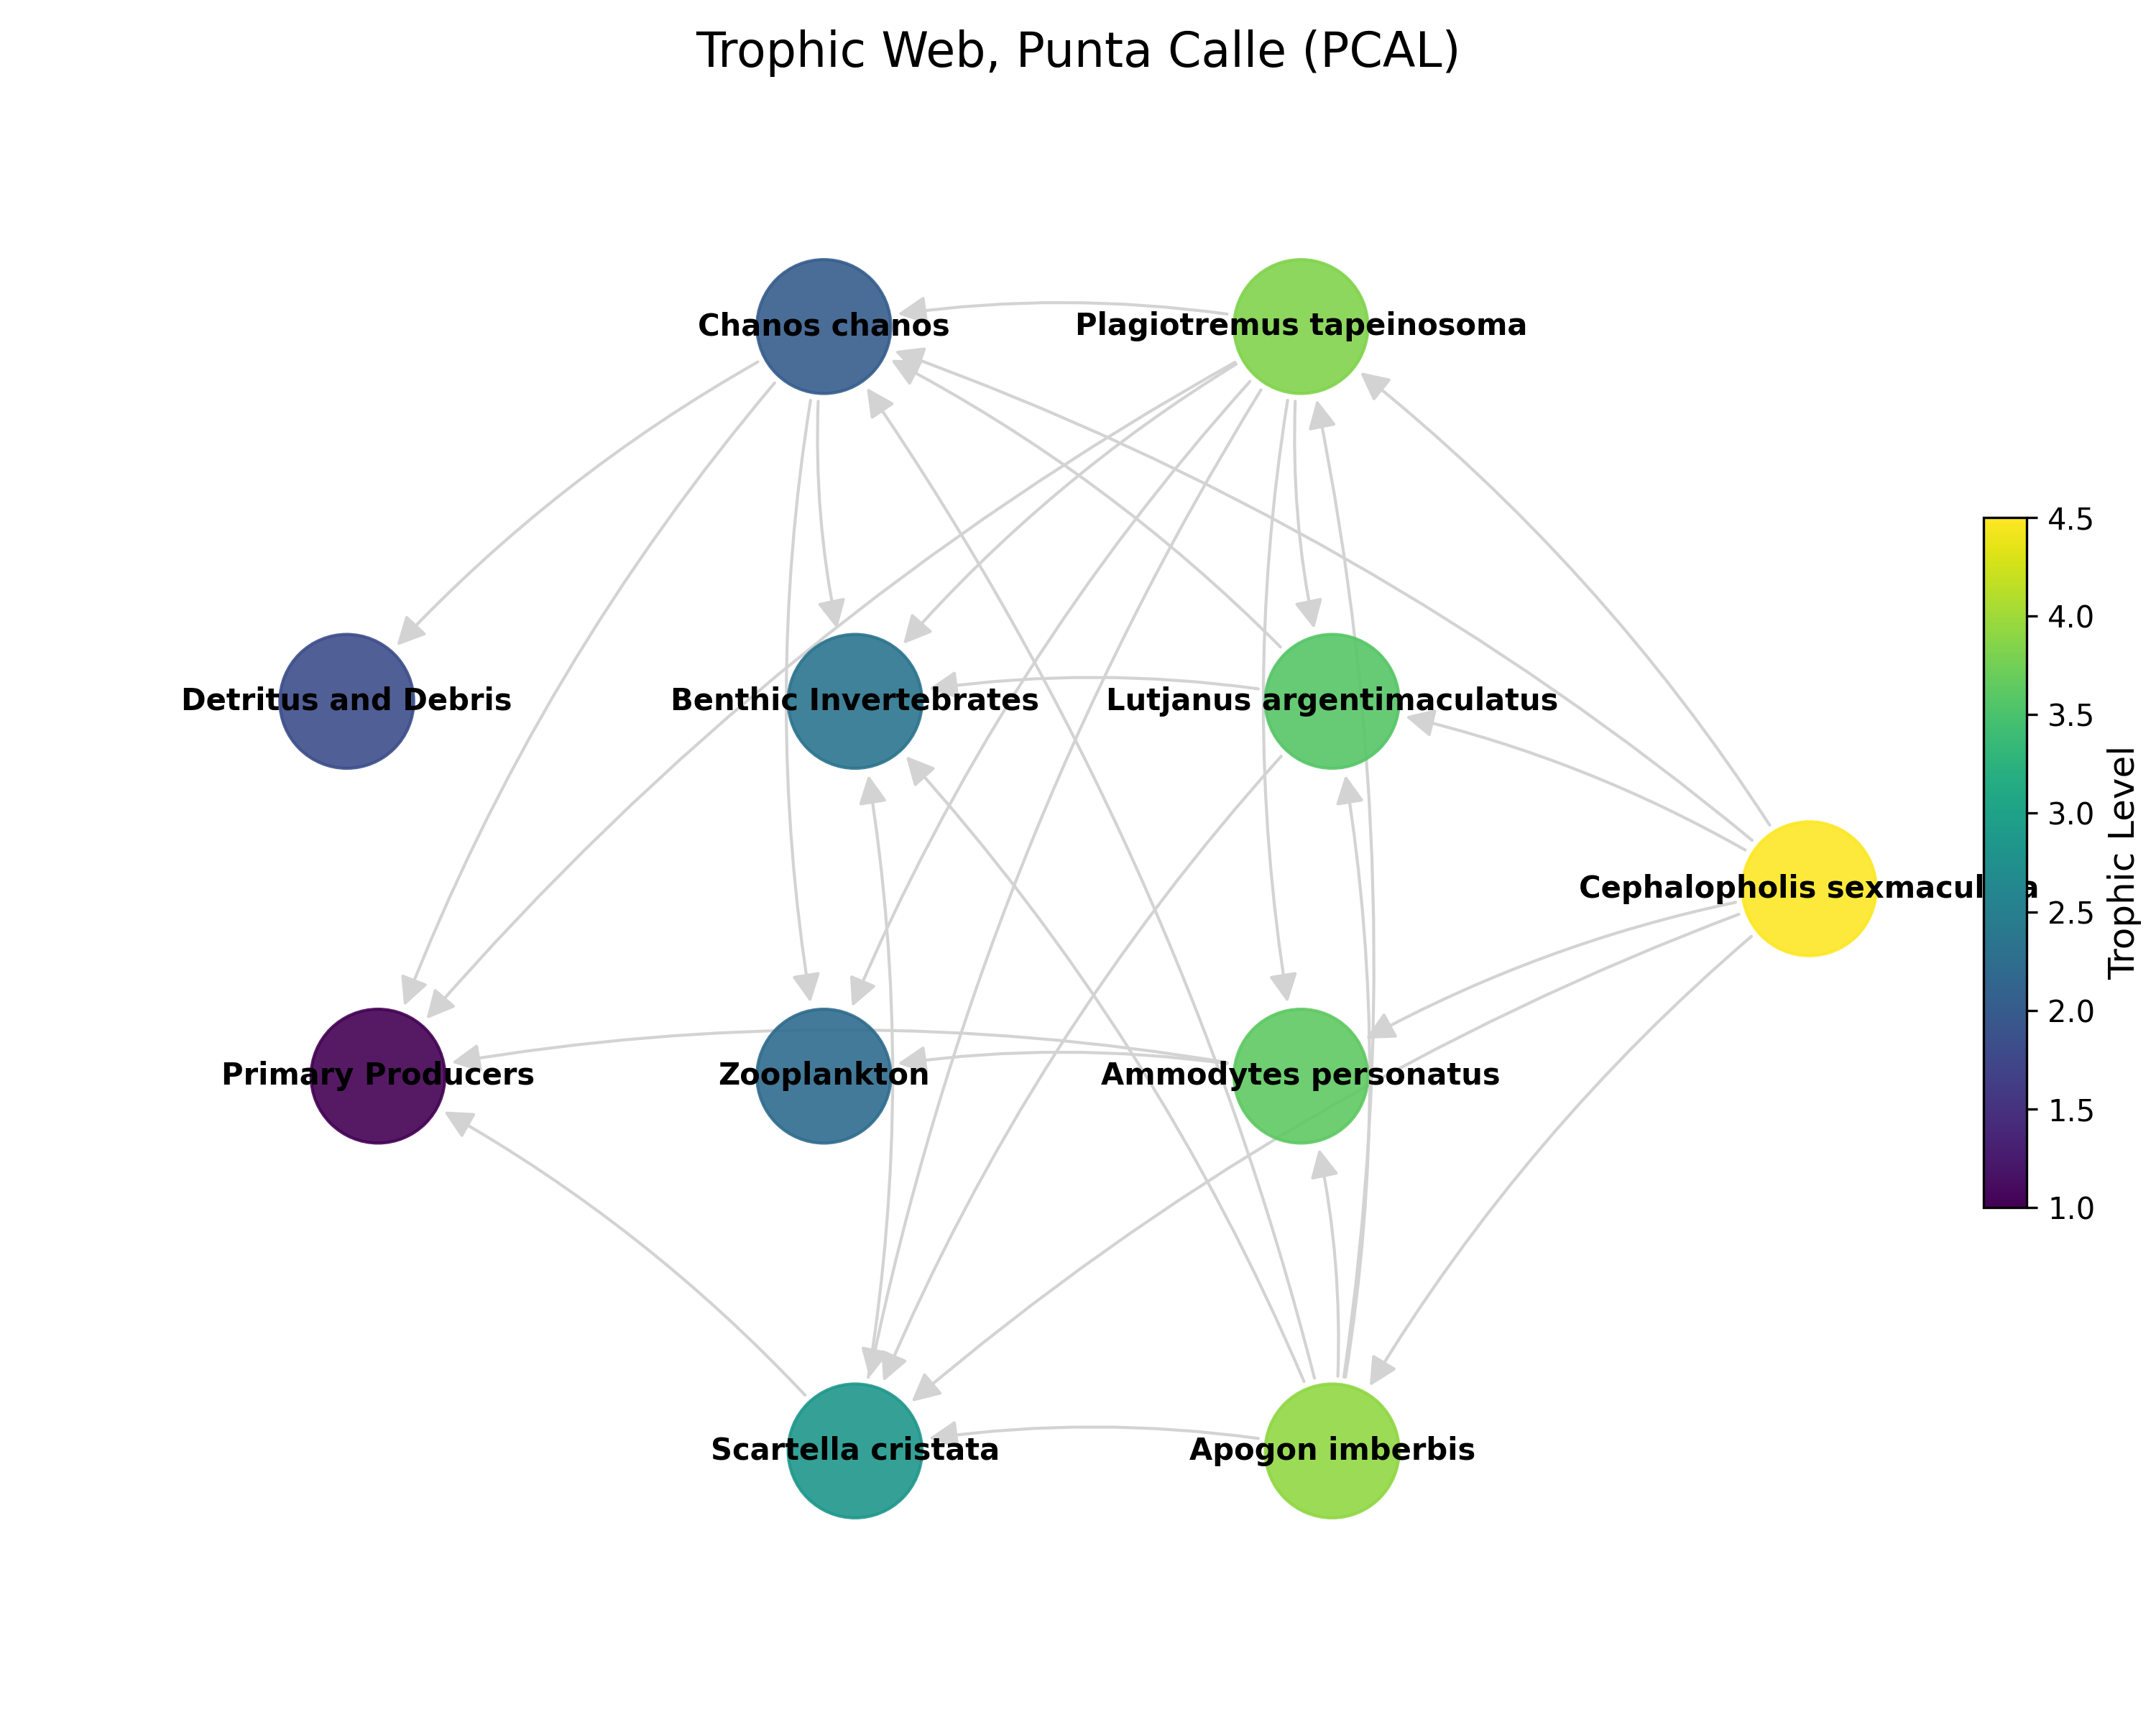 Trophic Web, Punta Calle (PCAL)
Chanos chanos
Plagiotremus tapeinosoma
Detritus and Debris
Benthic Invertebrates
Lutjanus argentimaculatus
Cephalopholis sexmaculata
Primary Producers
Zooplankton
Ammodytes personatus
Scartella cristata
Apogon imberbis
4.5
4.0
3.5
3.0
2.5
2.0
1.5
1.0
Trophic Level